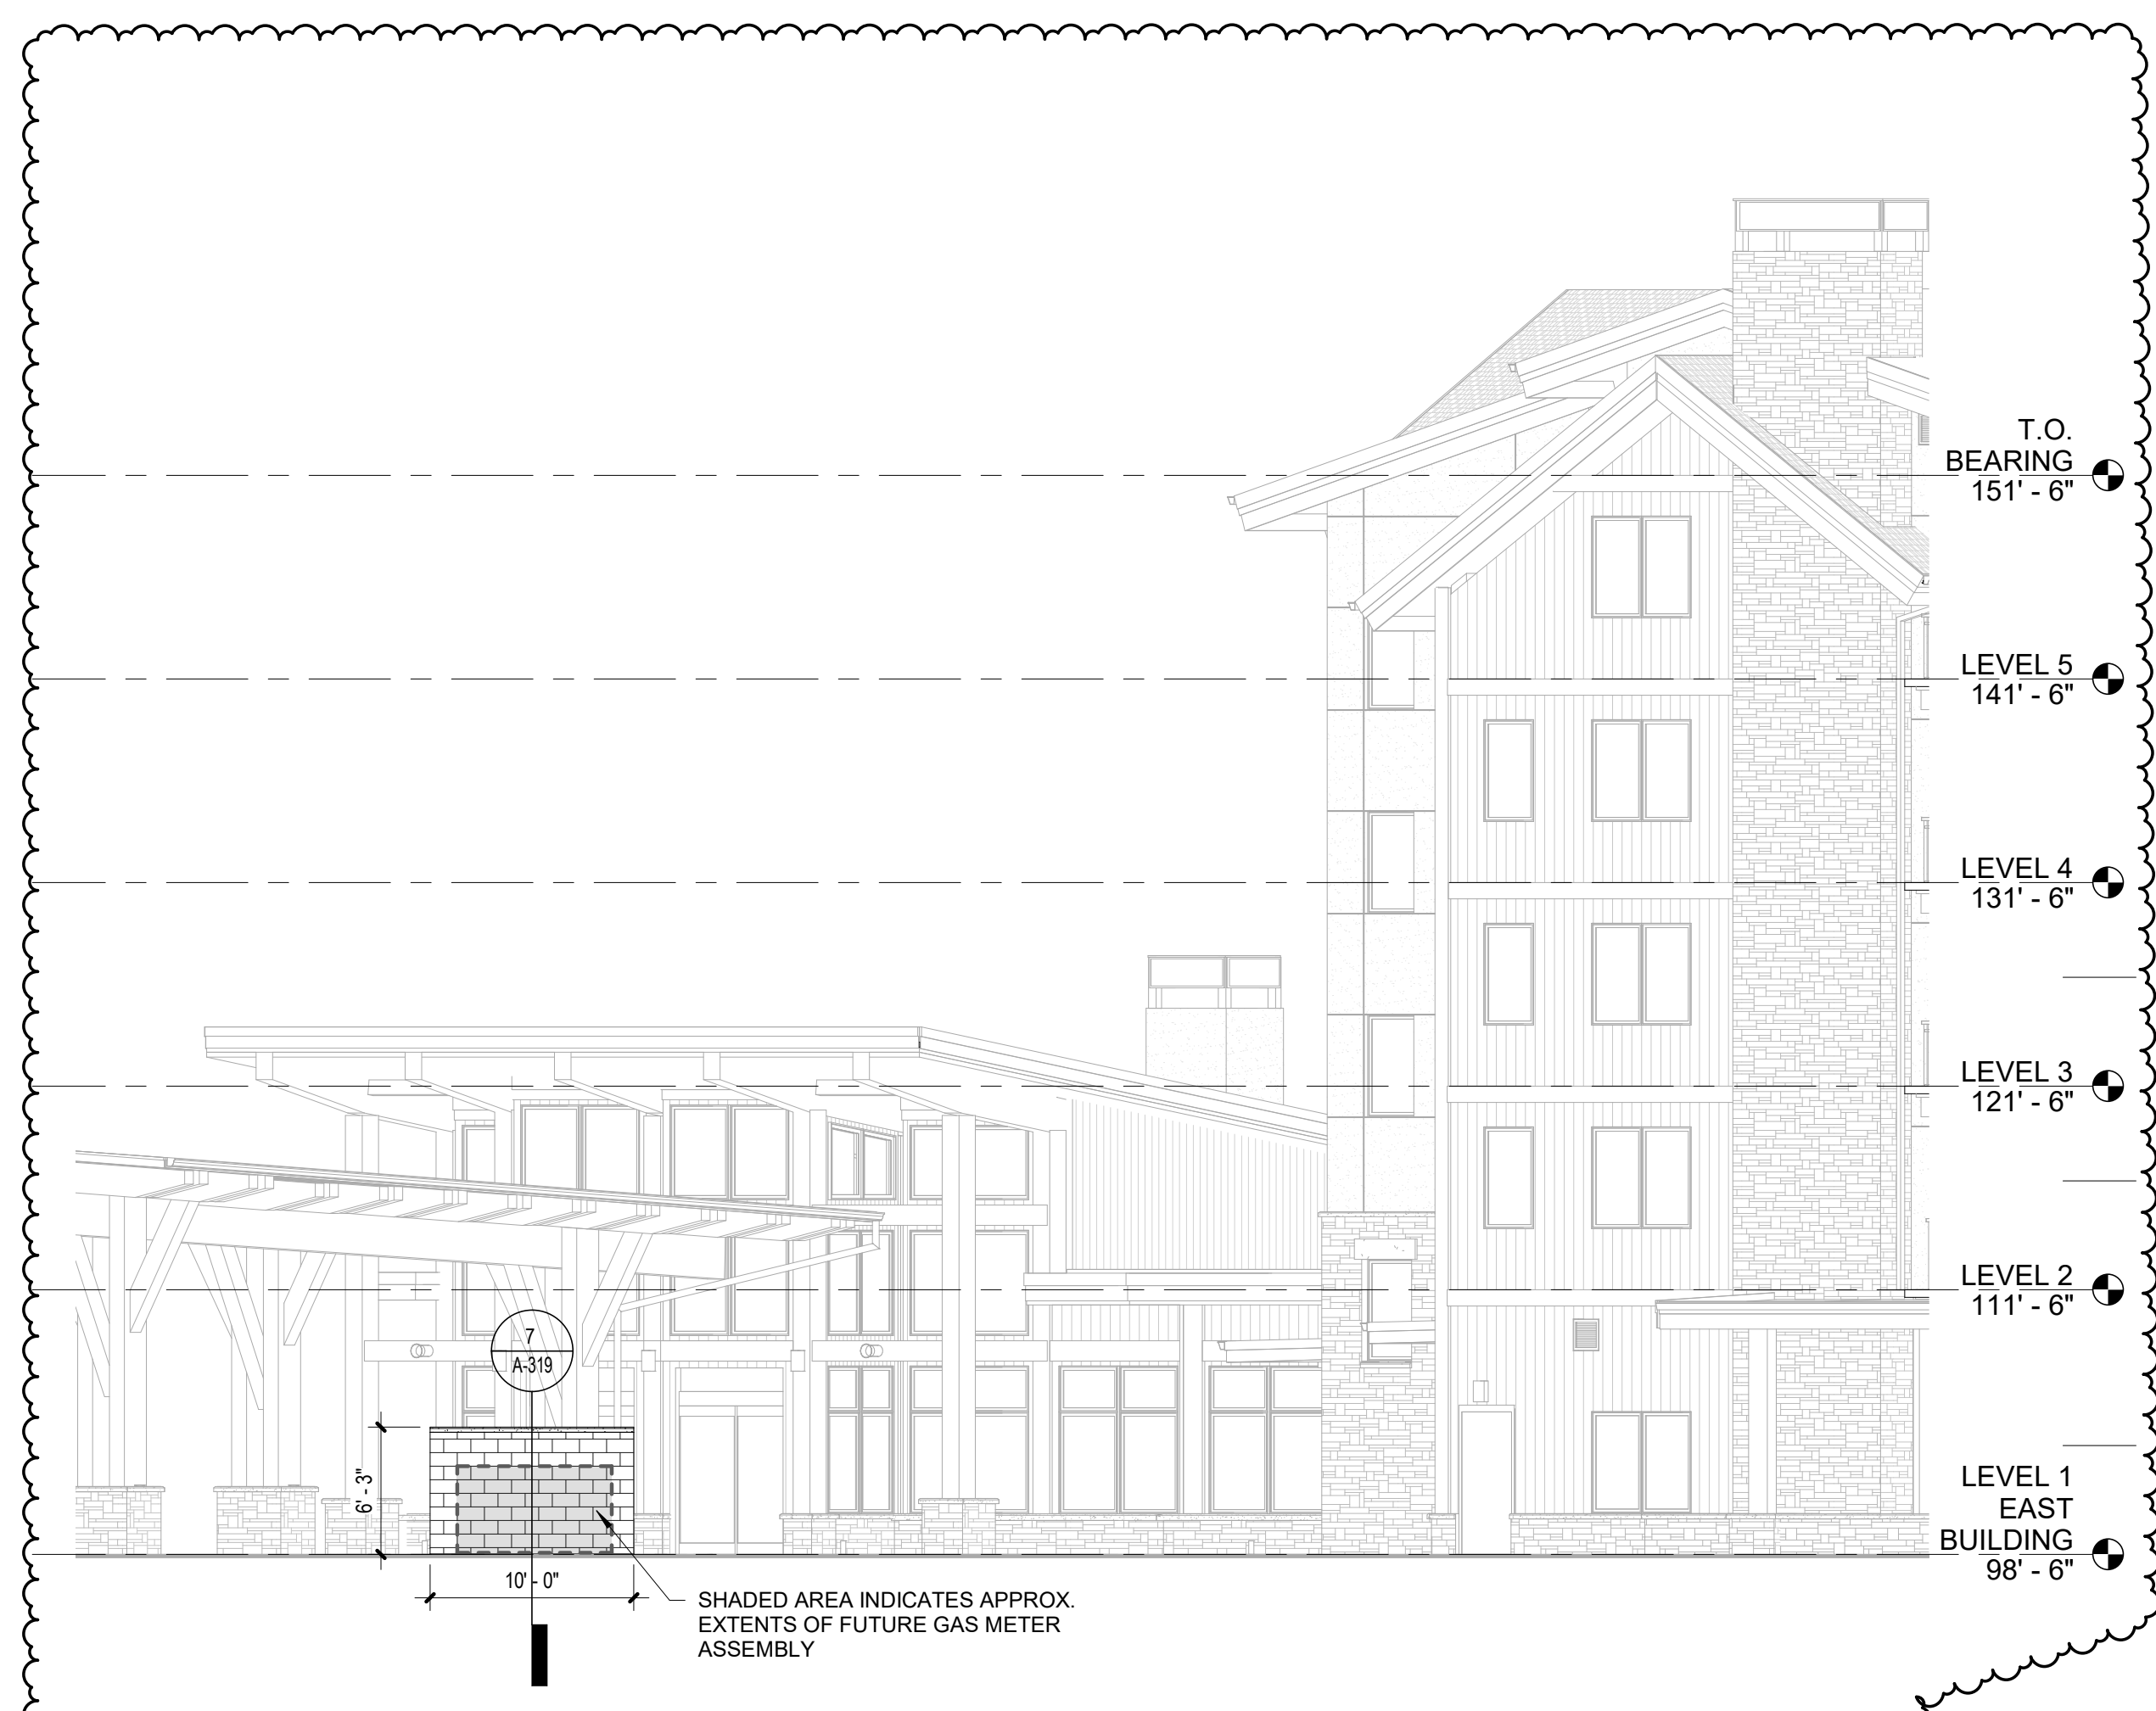 T.O.
BEARING
151' - 6"
LEVEL 5
141' - 6"
LEVEL 4
131' - 6"
LEVEL 3
121' - 6"
LEVEL 2
111' - 6"
7
A-319
6' - 3"
LEVEL 1
EAST
BUILDING
98' - 6"
10' - 0"
SHADED AREA INDICATES APPROX.
EXTENTS OF FUTURE GAS METER
ASSEMBLY